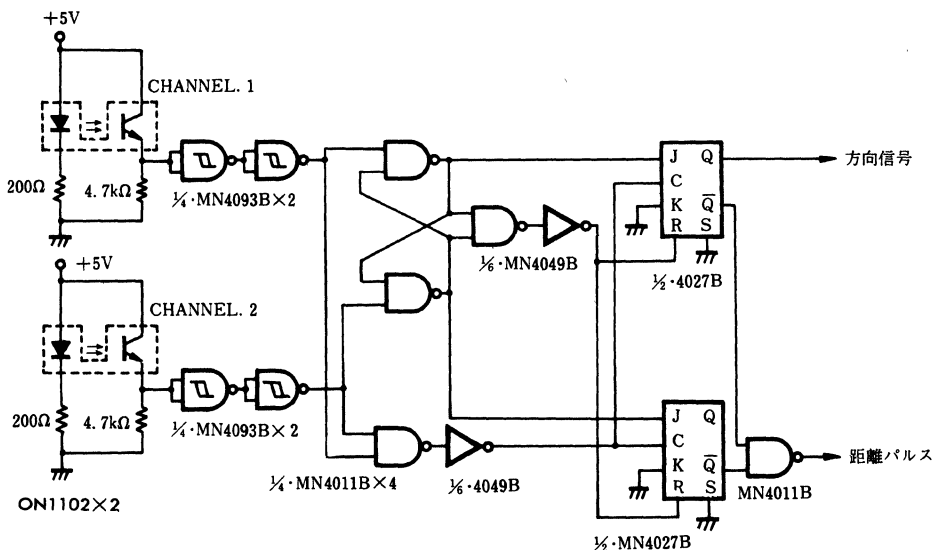 +5V
CHANNEL. 1
200Ω
4.7kΩ
¼·MN4093B×2
+5V
CHANNEL. 2
200Ω
4.7kΩ
¼·MN4093B×2
ON1102×2
¼·MN4011B×4
⅙·4049B
⅙·MN4049B
J Q
C
K Q̅
R S
½·4027B
方向信号
J Q
C
K Q̅
R S
½·MN4027B
MN4011B
距離パルス